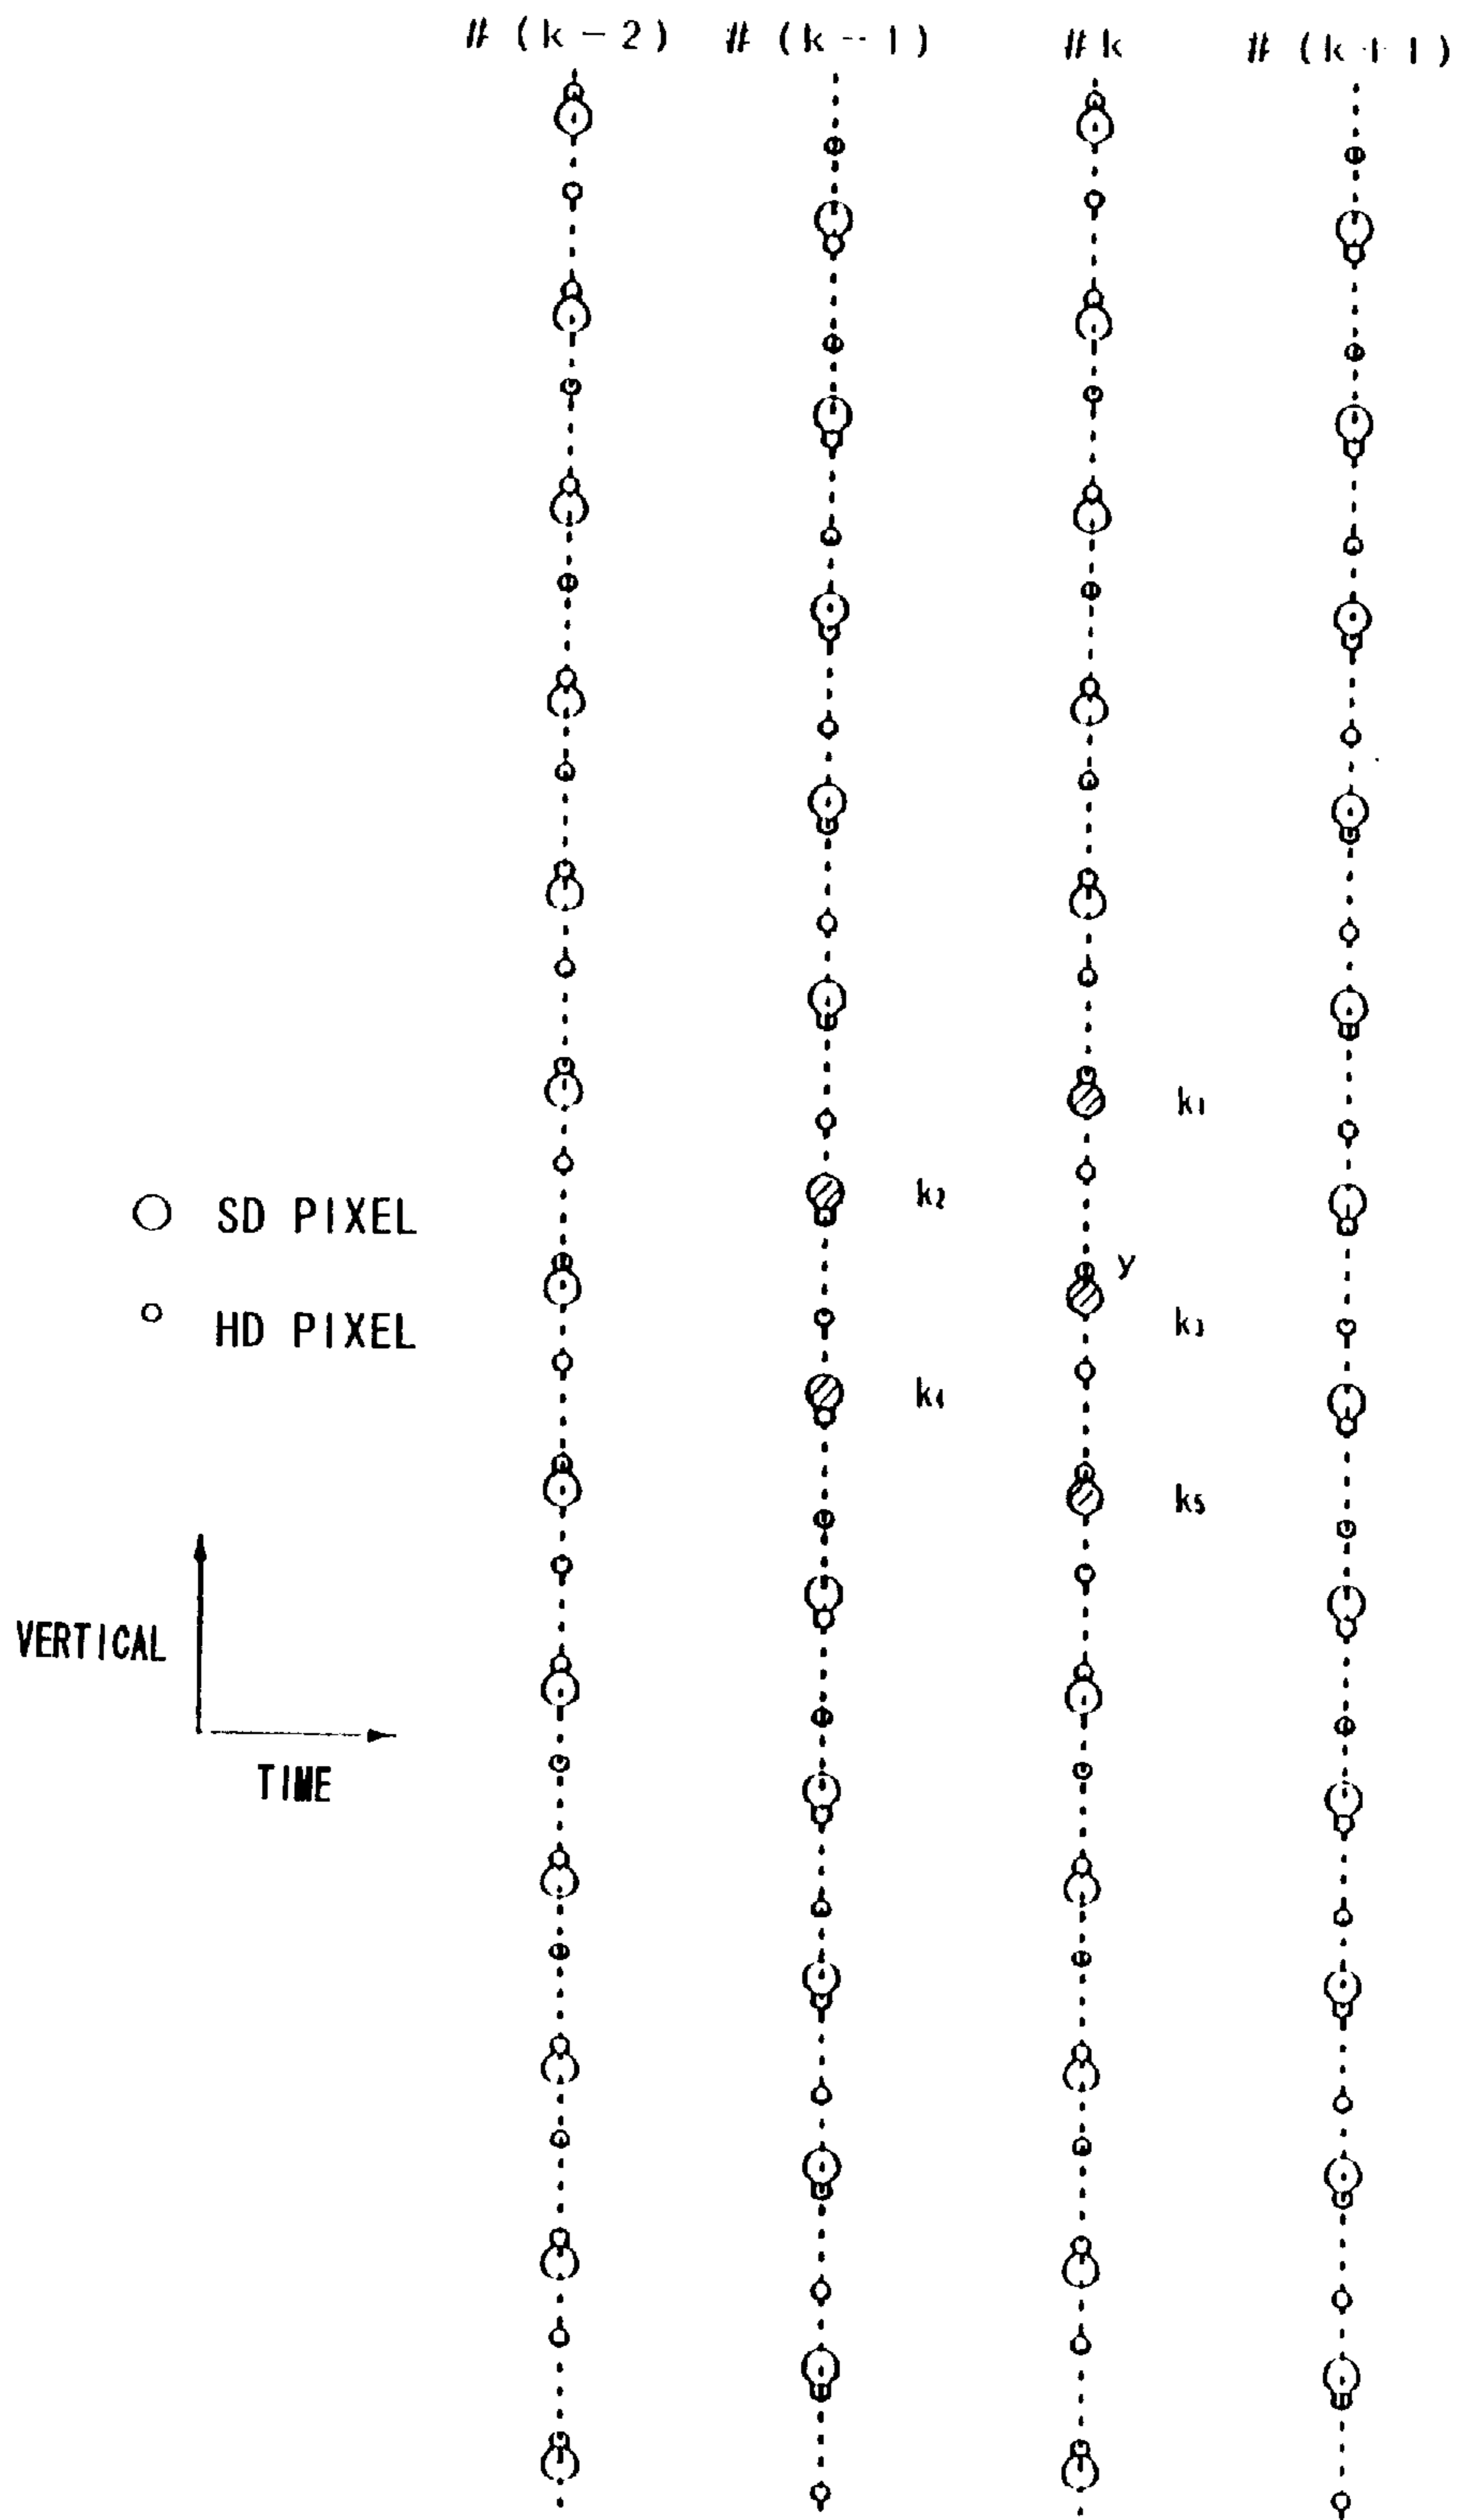 # (k-2) # (k-1) # k # (k+1)
k1
k2
y
k3
k4
k5
SD PIXEL
HD PIXEL
VERTICAL
TIME